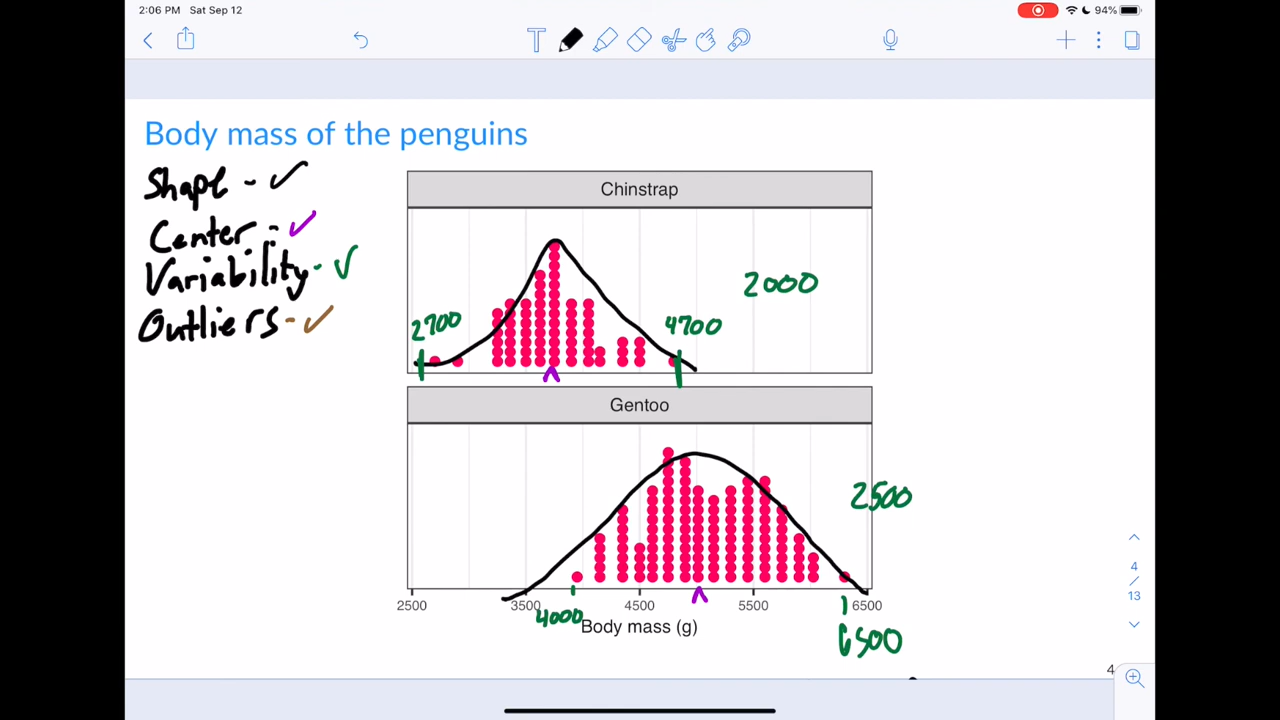 2:06 PM Sat Sep 12
94%
Body mass of the penguins
Shape - ✓
Center - ✓
Variability - ✓
Outliers - ✓
Chinstrap
2700
4700
2000
Gentoo
2500
2500 3500 4500 5500 6500
4000
Body mass (g)
6500
4
/
13
4